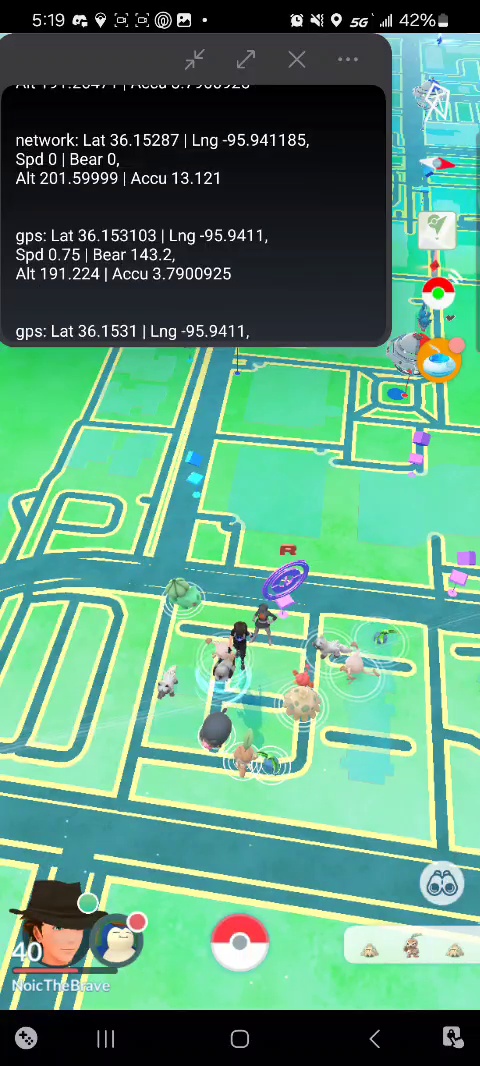 5:19
5G
42%
Alt 191.20471 | Accu 3.7900928
network: Lat 36.15287 | Lng -95.941185,
Spd 0 | Bear 0,
Alt 201.59999 | Accu 13.121
gps: Lat 36.153103 | Lng -95.9411,
Spd 0.75 | Bear 143.2,
Alt 191.224 | Accu 3.7900925
gps: Lat 36.1531 | Lng -95.9411,
R
40
NoicTheBrave